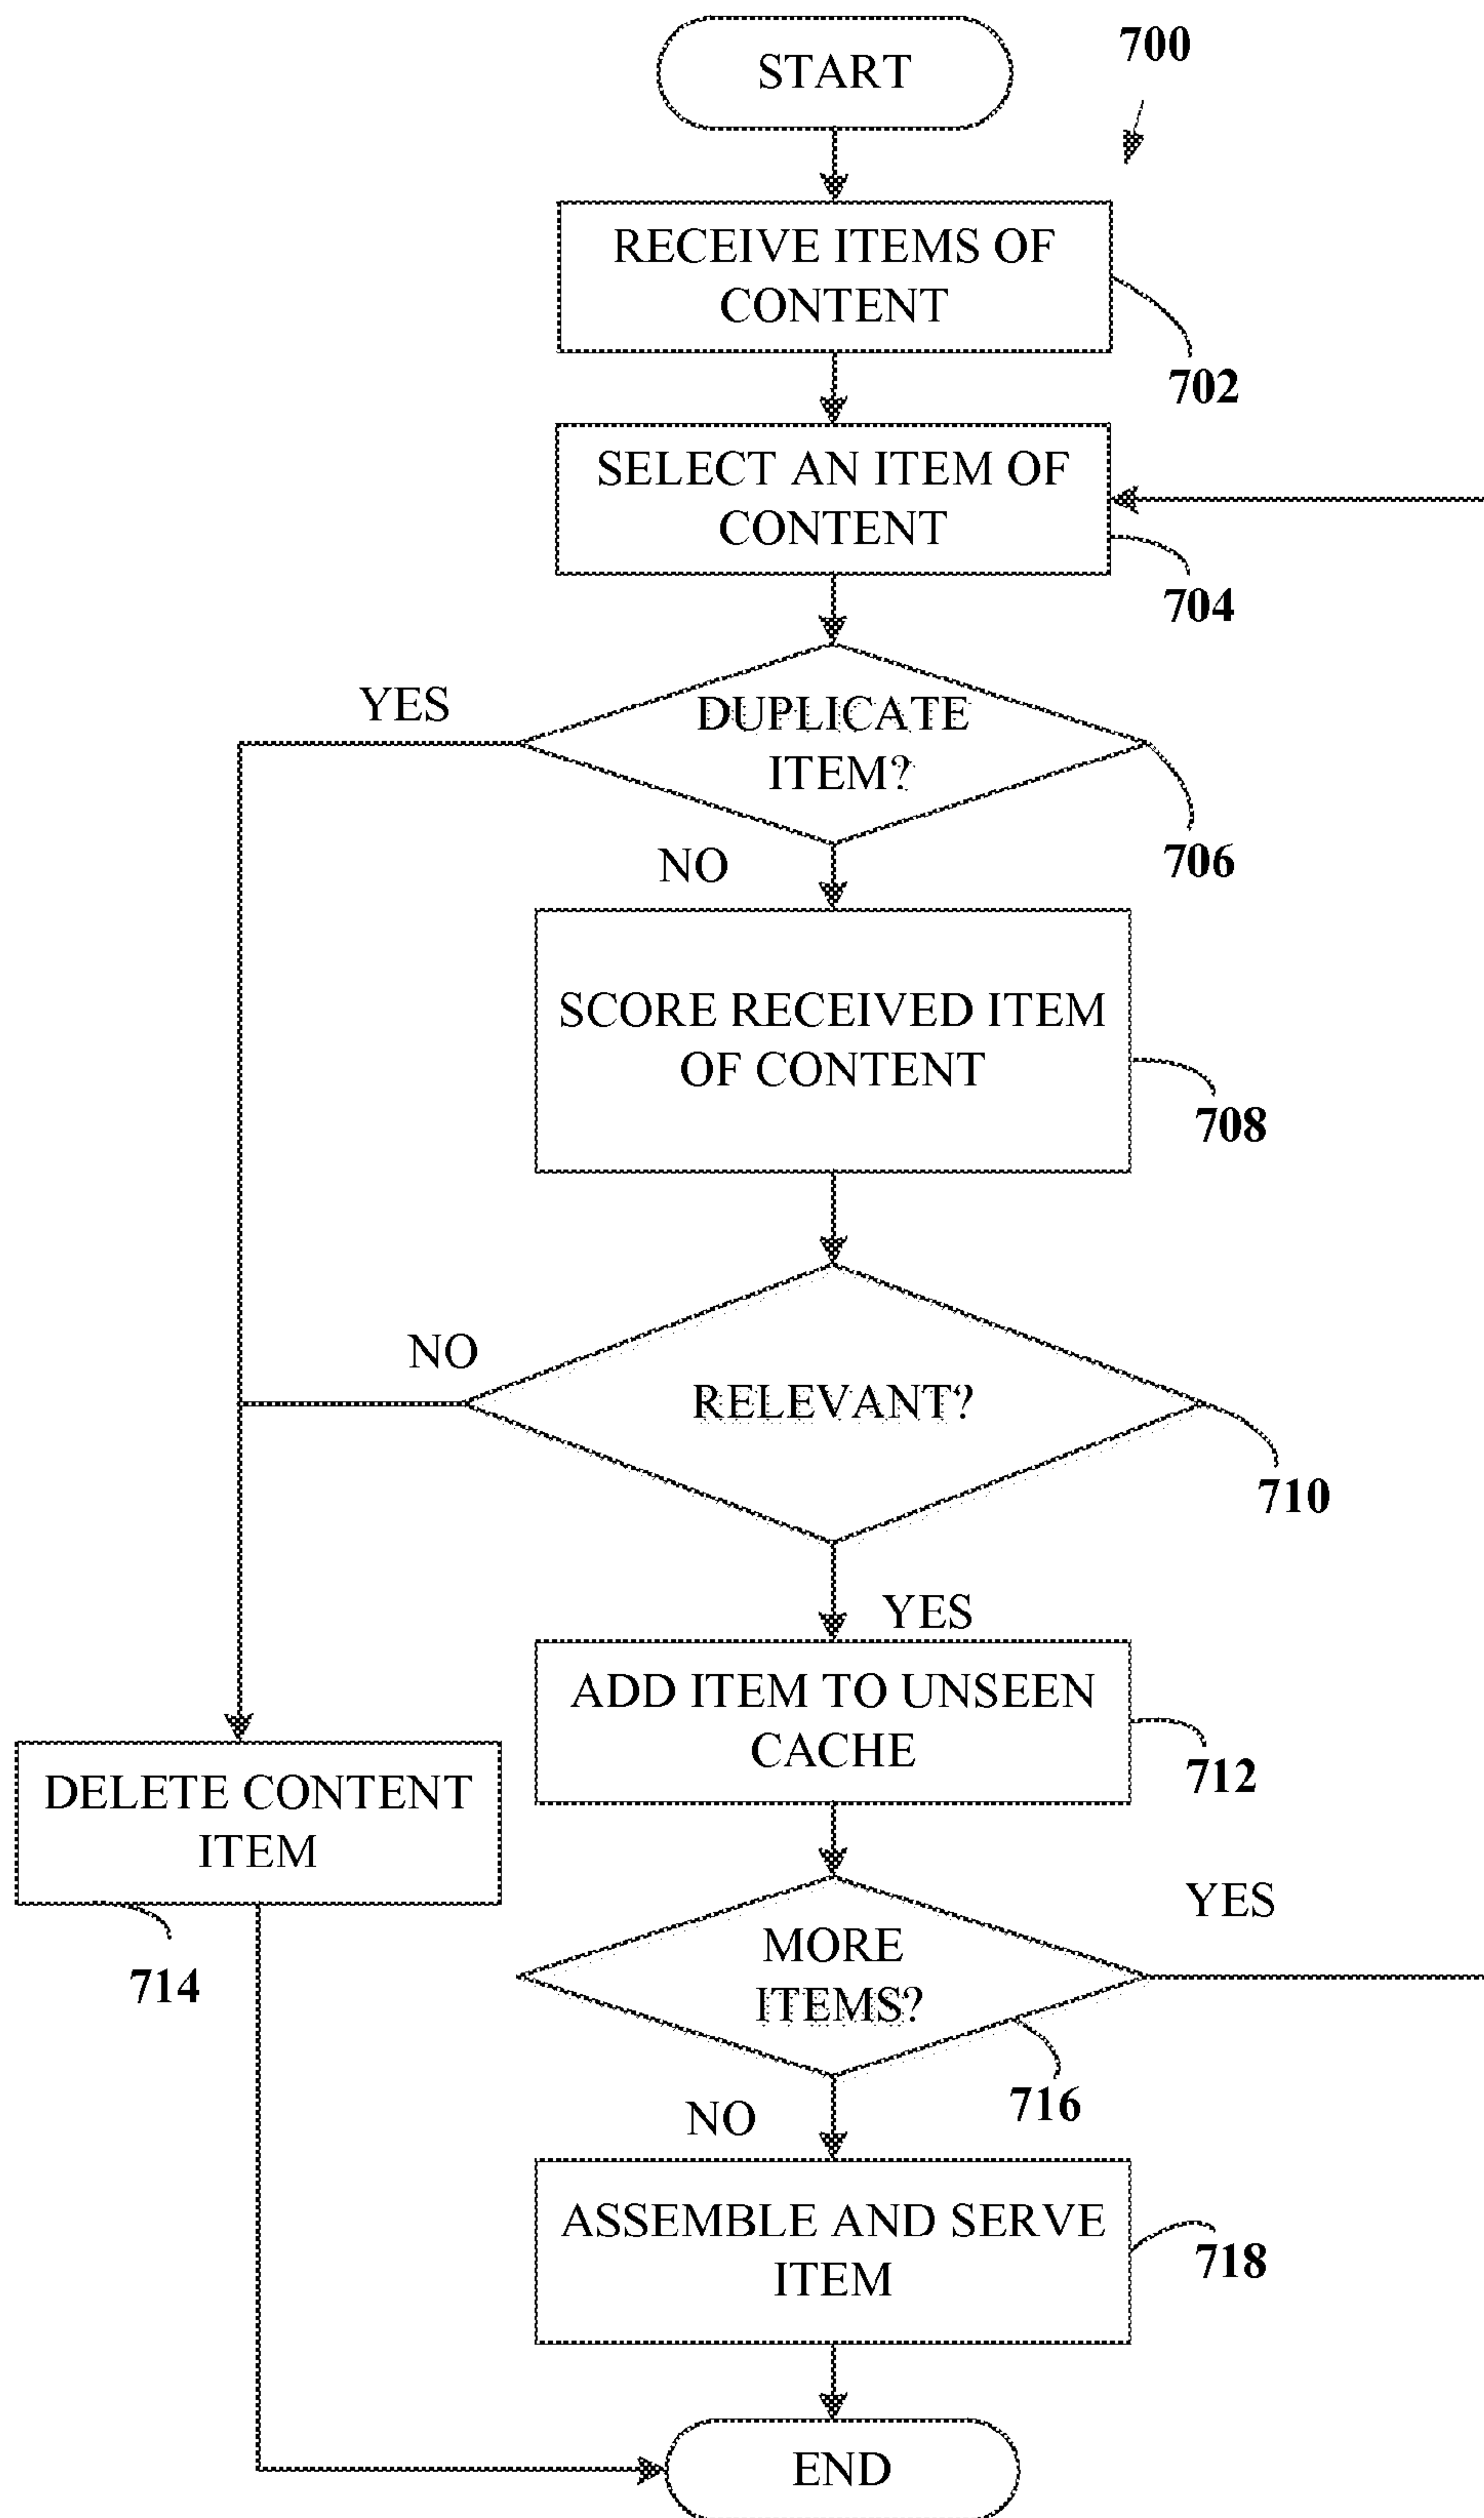 START
700
RECEIVE ITEMS OF
CONTENT
702
SELECT AN ITEM OF
CONTENT
704
YES
DUPLICATE
ITEM?
706
NO
SCORE RECEIVED ITEM
OF CONTENT
708
NO
RELEVANT?
710
YES
ADD ITEM TO UNSEEN
CACHE
712
DELETE CONTENT
ITEM
714
YES
MORE
ITEMS?
716
NO
ASSEMBLE AND SERVE
ITEM
718
END